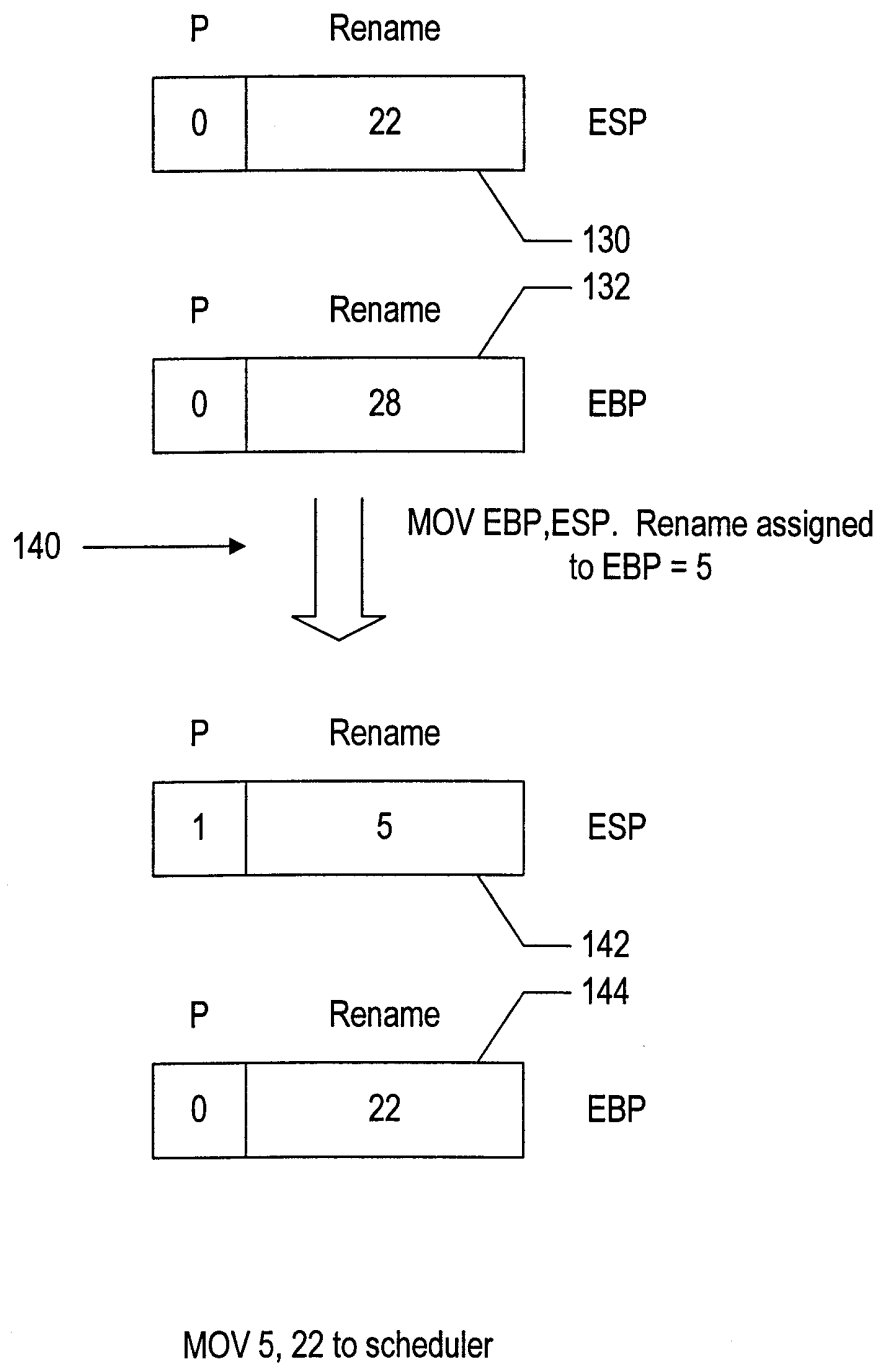 P Rename
0 22 ESP
130
132
P Rename
0 28 EBP
140
MOV EBP,ESP. Rename assigned
to EBP = 5
P Rename
1 5 ESP
142
144
P Rename
0 22 EBP
MOV 5, 22 to scheduler